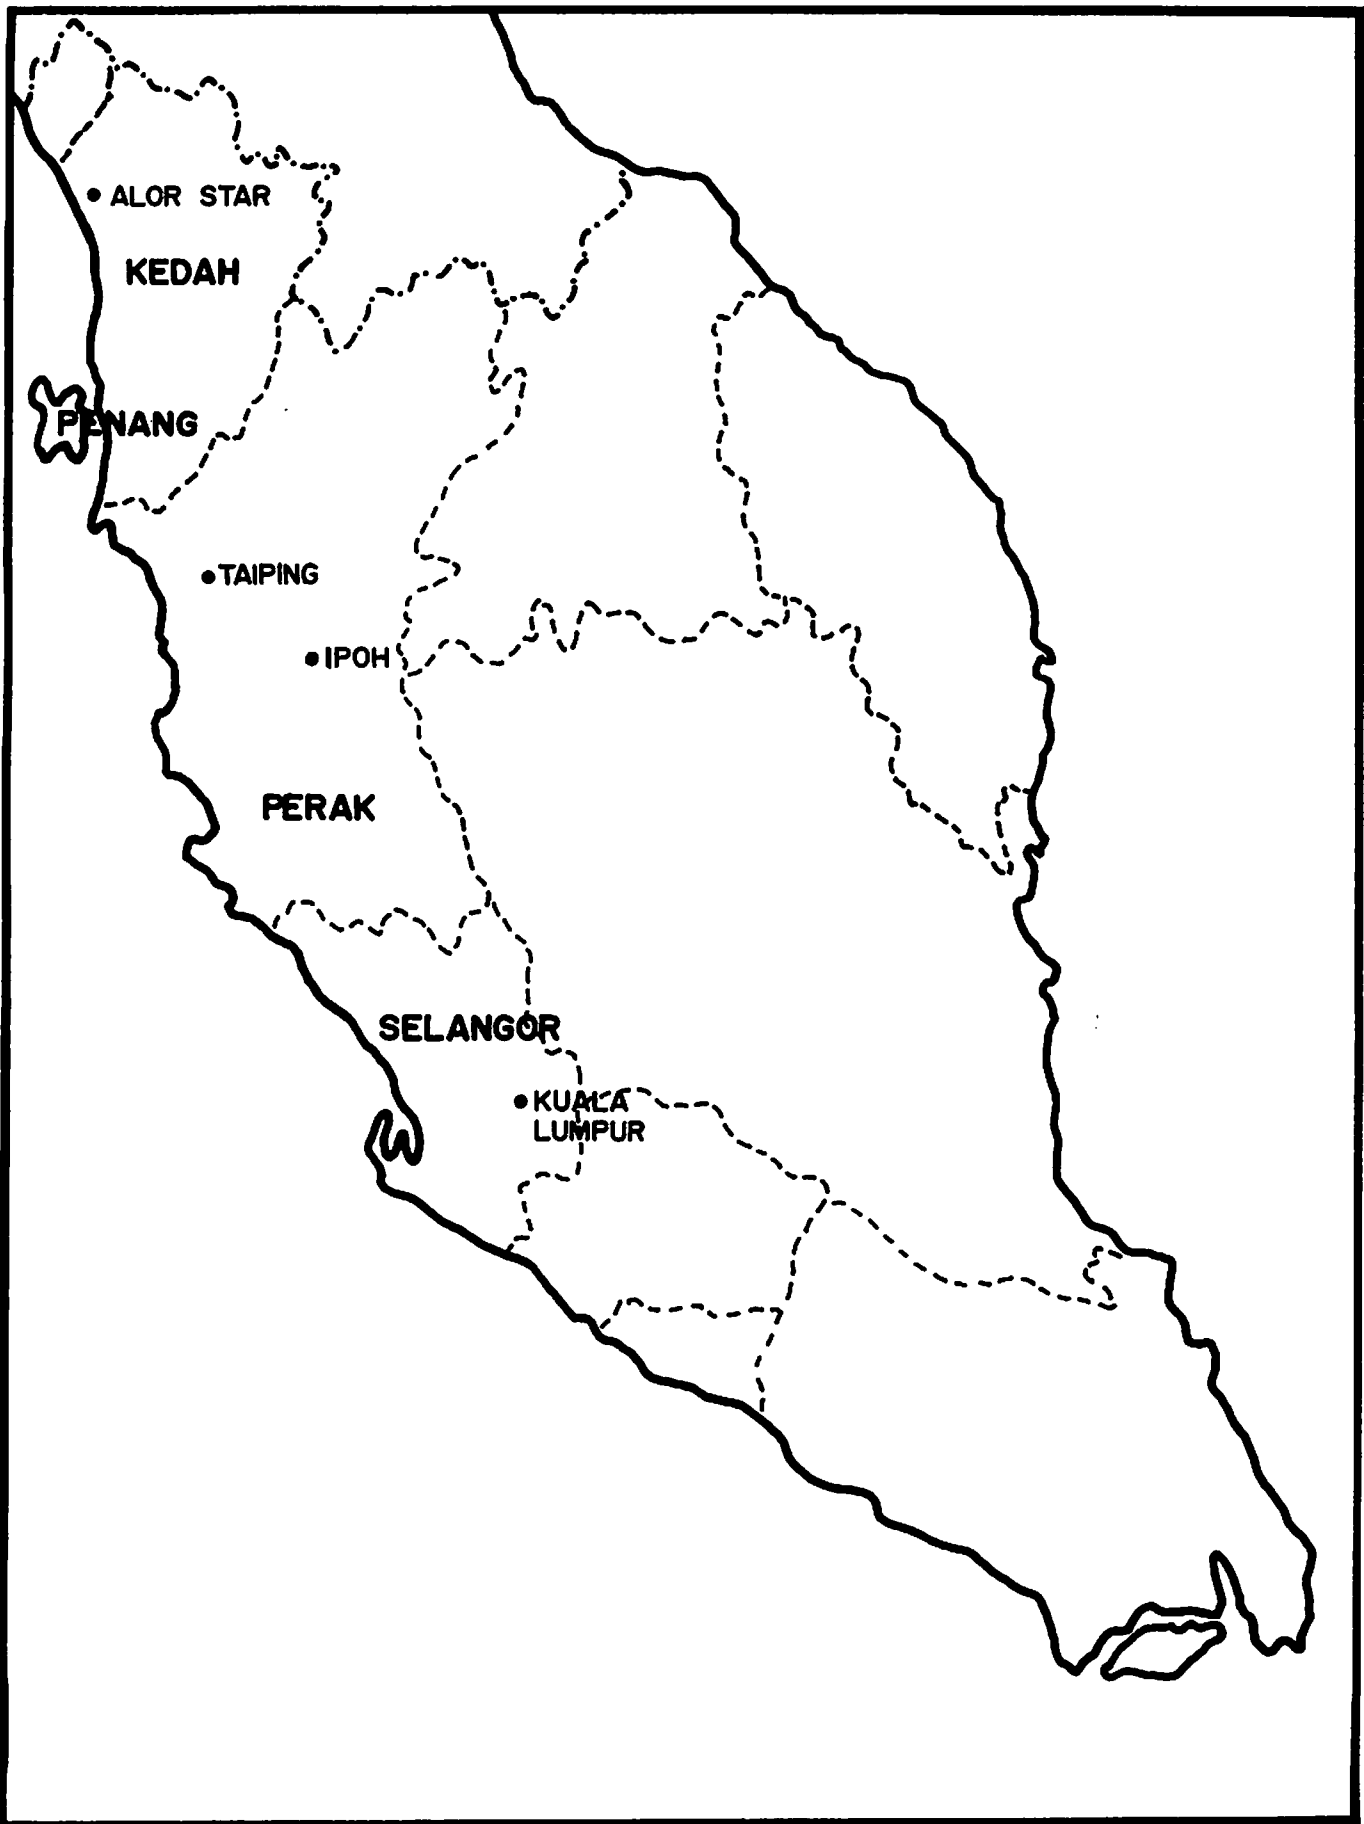 ALOR STAR
KEDAH
PENANG
TAIPING
IPOH
PERAK
SELANGOR
KUALA
LUMPUR